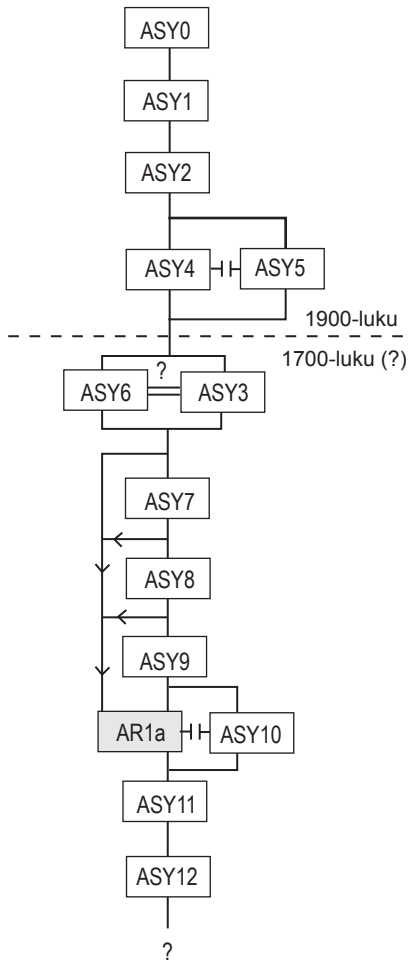 ASY0
ASY1
ASY2
ASY4 ASY5
1900-luku
1700-luku (?)
?
ASY6 ASY3
ASY7
ASY8
ASY9
AR1a ASY10
ASY11
ASY12
?